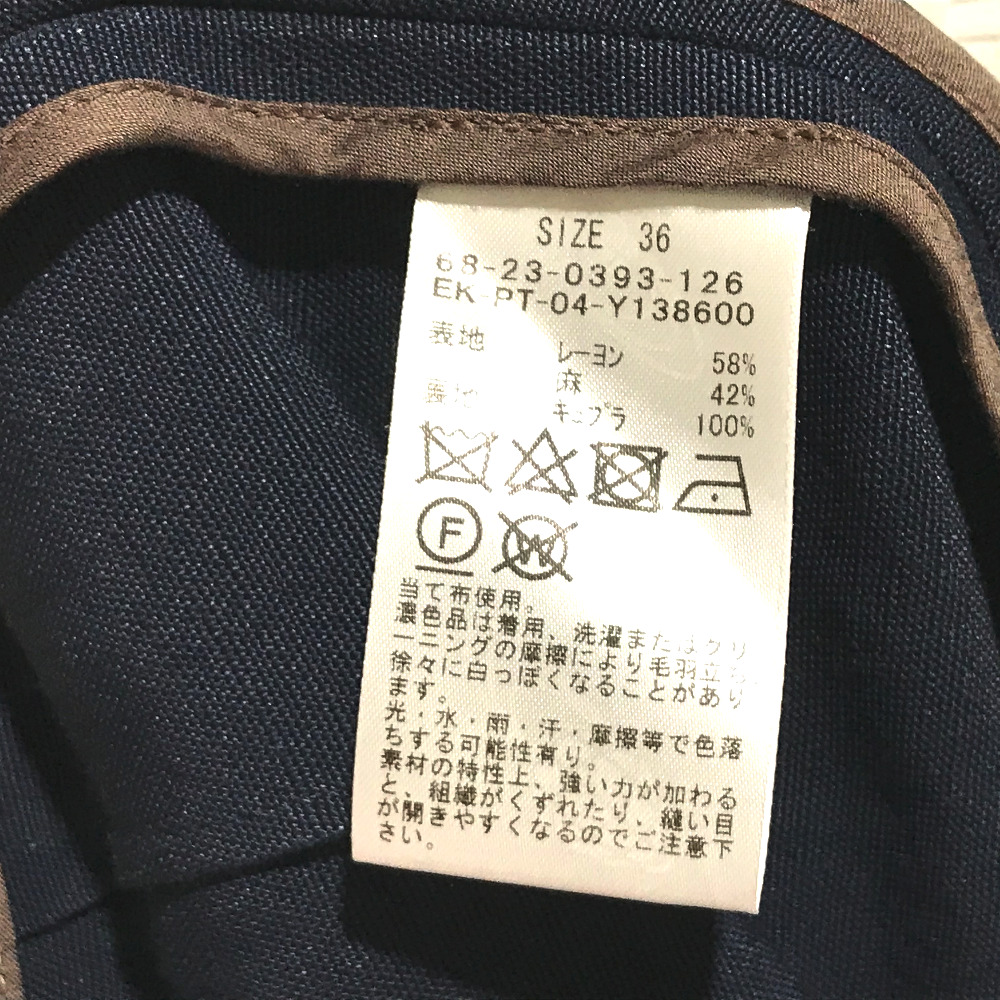 SIZE 36
68-23-0393-126
EK-PT-04-Y138600
表地 レーヨン 58%
麻 42%
裏地 キュプラ 100%
F
W
当て布使用。
濃色品は着用、洗濯またはクリ
ーニングの摩擦により毛羽立ち、
徐々に白っぽくなることがあり
ます。
光・水・雨・汗・摩擦等で色落
ちする可能性有り。
素材の特性上、強い力が加わる
と、組織がくずれたり、縫い目
が開きやすくなるのでご注意下
さい。